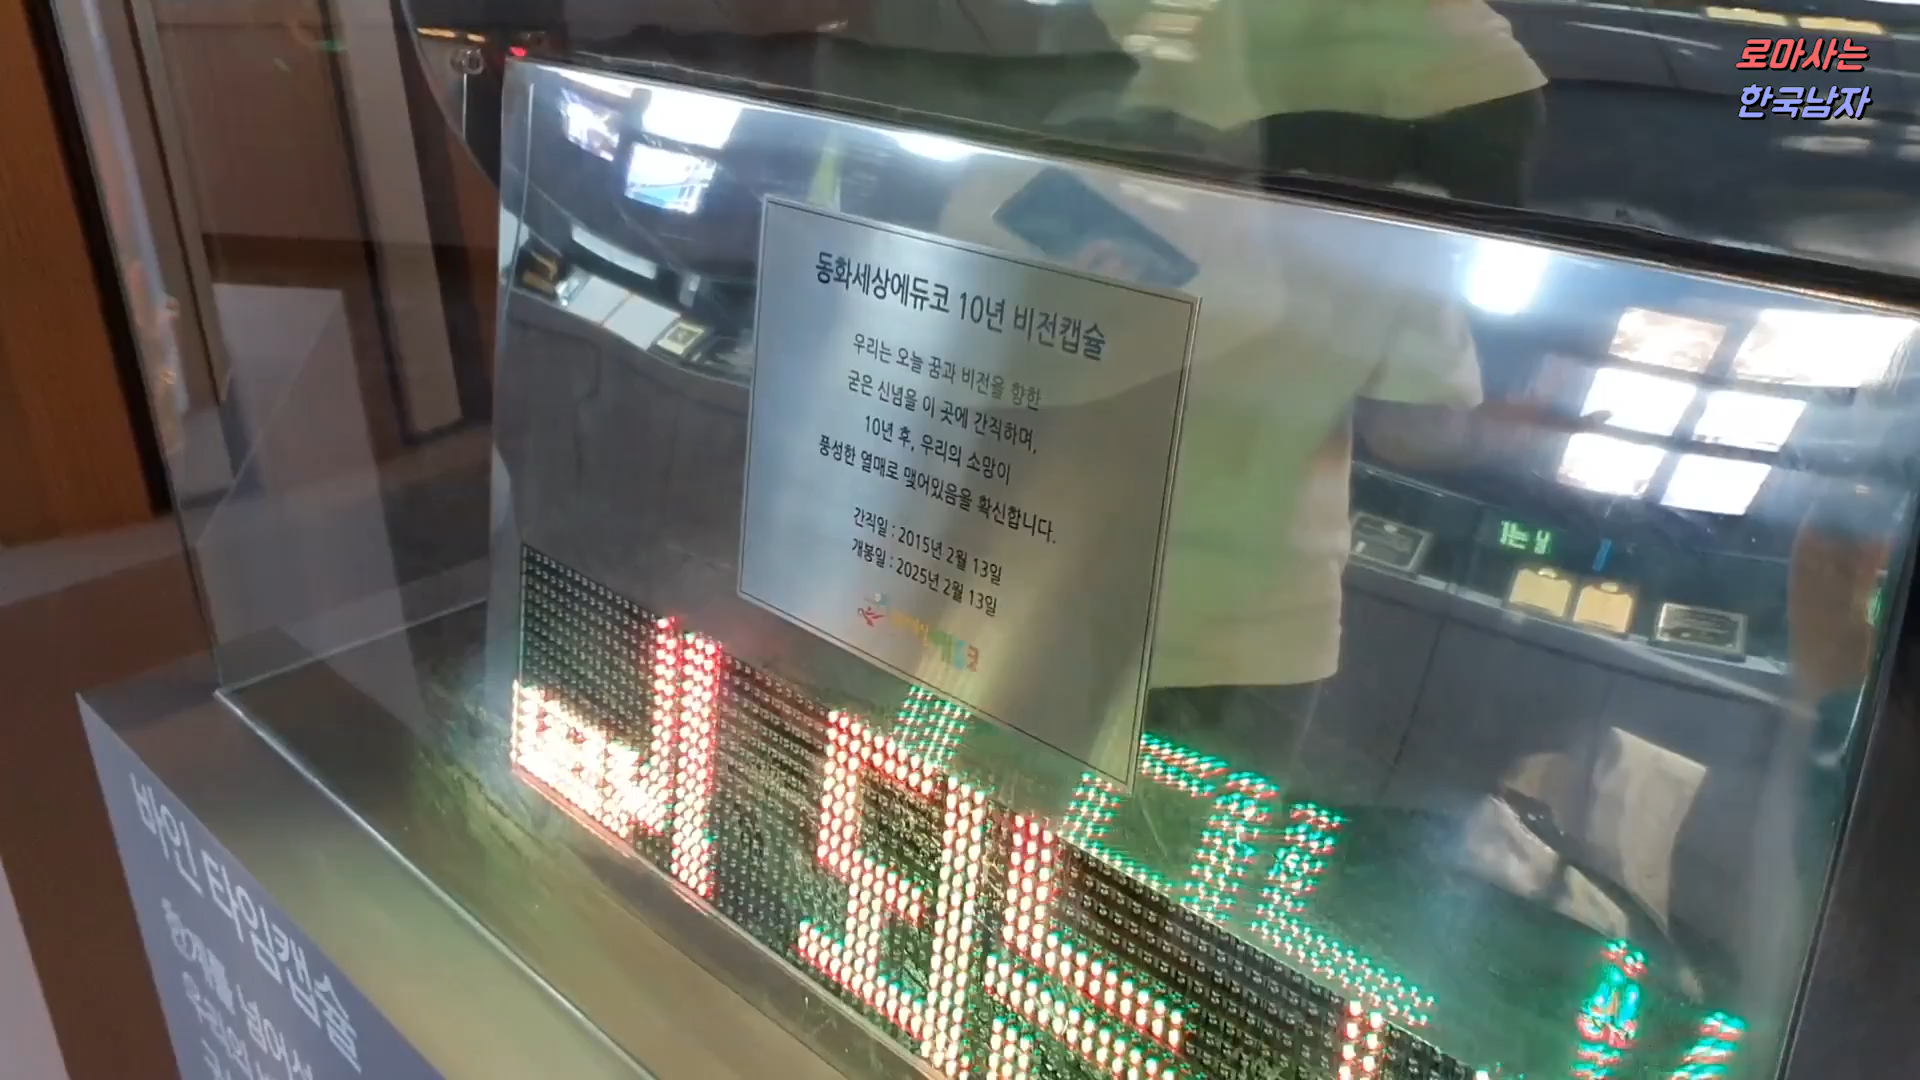 로마사는
한국남자
동화세상에듀코 10년 비전캡슐
우리는 오늘 꿈과 비전을 향한
굳은 신념을 이 곳에 간직하며,
10년 후, 우리의 소망이
풍성한 열매로 맺어있음을 확신합니다.
간직일 : 2015년 2월 13일
개봉일 : 2025년 2월 13일
바인 타임캡슐
넘어선